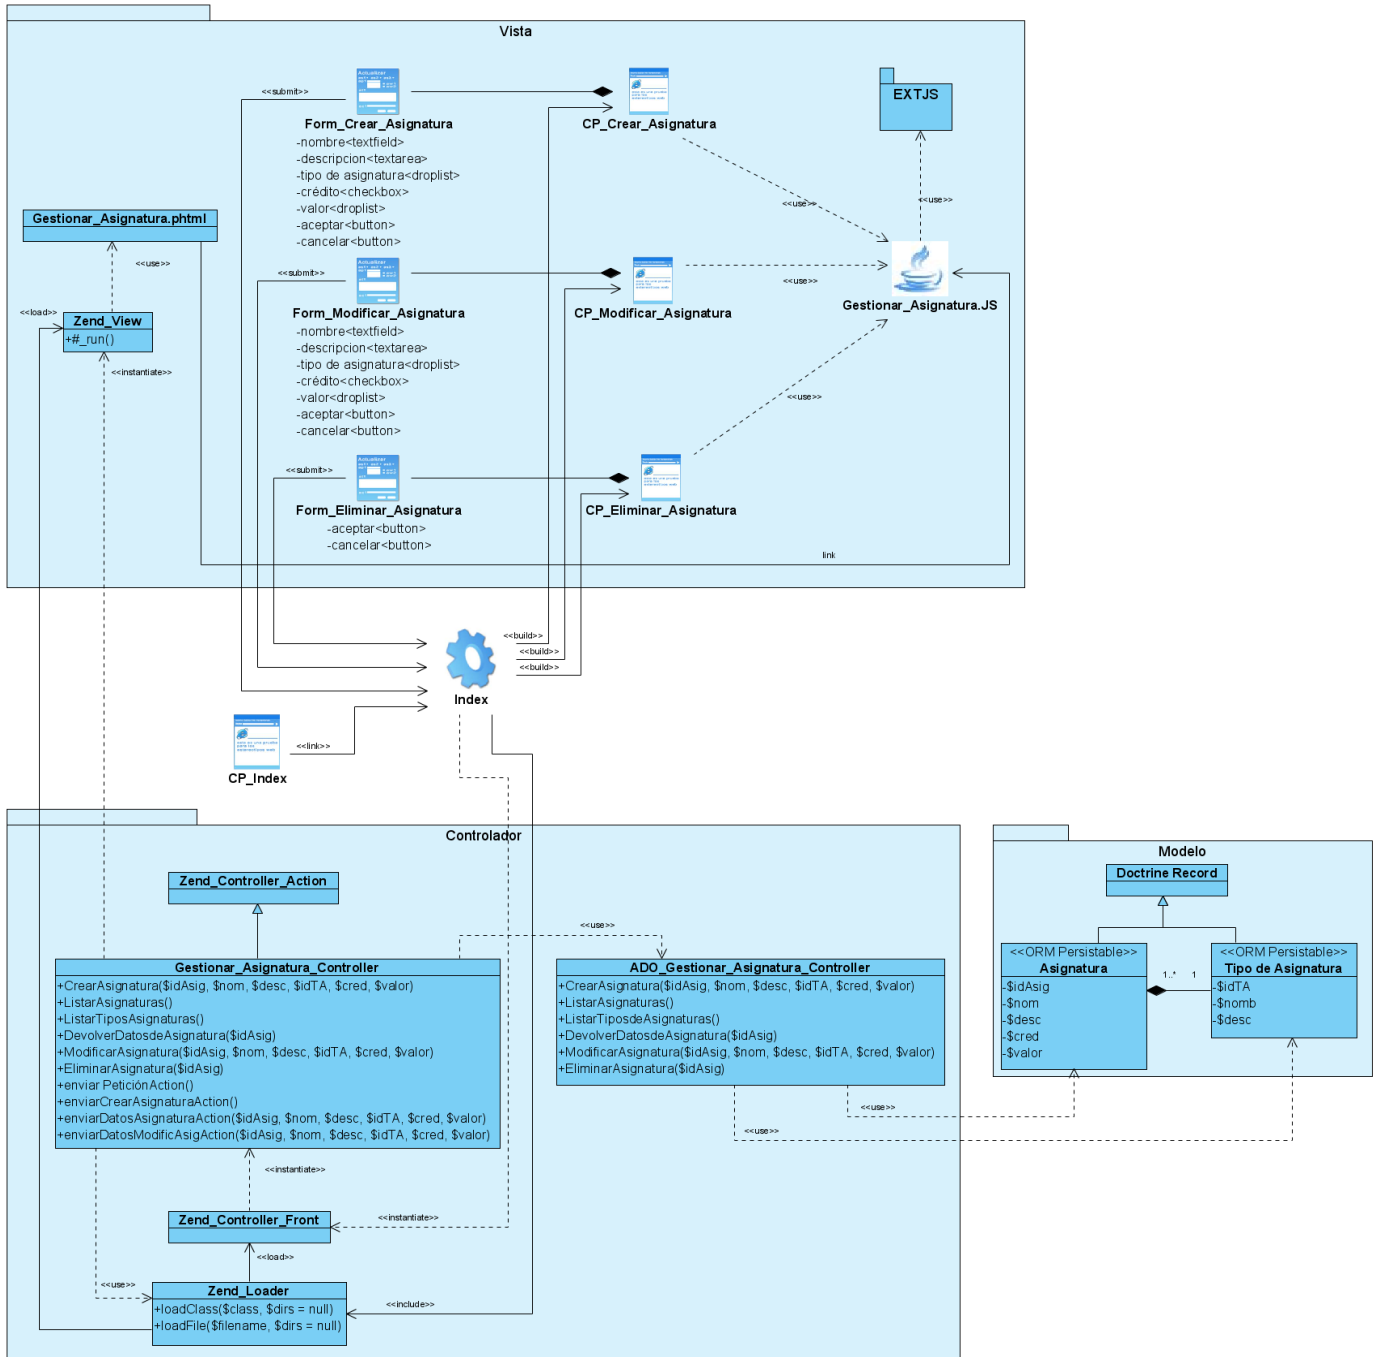 Vista
<<submit>>
Form_Crear_Asignatura
-nombre<textfield>
-descripcion<textarea>
-tipo de asignatura<droplist>
-crédito<checkbox>
-valor<droplist>
-aceptar<button>
-cancelar<button>
CP_Crear_Asignatura
EXTJS
<<use>>
<<use>>
Gestionar_Asignatura.phtml
<<use>>
<<submit>>
Form_Modificar_Asignatura
-nombre<textfield>
-descripcion<textarea>
-tipo de asignatura<droplist>
-crédito<checkbox>
-valor<droplist>
-aceptar<button>
-cancelar<button>
CP_Modificar_Asignatura
<<use>>
Gestionar_Asignatura.JS
<<load>>
Zend_View
+#_run()
<<instantiate>>
<<use>>
<<submit>>
Form_Eliminar_Asignatura
-aceptar<button>
-cancelar<button>
CP_Eliminar_Asignatura
link
<<build>>
<<build>>
<<build>>
Index
<<link>>
CP_Index
Controlador
Zend_Controller_Action
<<use>>
Gestionar_Asignatura_Controller
+CrearAsignatura($idAsig, $nom, $desc, $idTA, $cred, $valor)
+ListarAsignaturas()
+ListarTiposAsignaturas()
+DevolverDatosdeAsignatura($idAsig)
+ModificarAsignatura($idAsig, $nom, $desc, $idTA, $cred, $valor)
+EliminarAsignatura($idAsig)
+enviar PeticiónAction()
+enviarCrearAsignaturaAction()
+enviarDatosAsignaturaAction($idAsig, $nom, $desc, $idTA, $cred, $valor)
+enviarDatosModificAsigAction($idAsig, $nom, $desc, $idTA, $cred, $valor)
ADO_Gestionar_Asignatura_Controller
+CrearAsignatura($idAsig, $nom, $desc, $idTA, $cred, $valor)
+ListarAsignaturas()
+ListarTiposdeAsignaturas()
+DevolverDatosdeAsignatura($idAsig)
+ModificarAsignatura($idAsig, $nom, $desc, $idTA, $cred, $valor)
+EliminarAsignatura($idAsig)
<<use>>
<<use>>
<<instantiate>>
Zend_Controller_Front
<<instantiate>>
<<load>>
<<use>>
Zend_Loader
+loadClass($class, $dirs = null)
+loadFile($filename, $dirs = null)
<<include>>
Modelo
Doctrine Record
<<ORM Persistable>>
Asignatura
-$idAsig
-$nom
-$desc
-$cred
-$valor
1..*
1
<<ORM Persistable>>
Tipo de Asignatura
-$idTA
-$nomb
-$desc